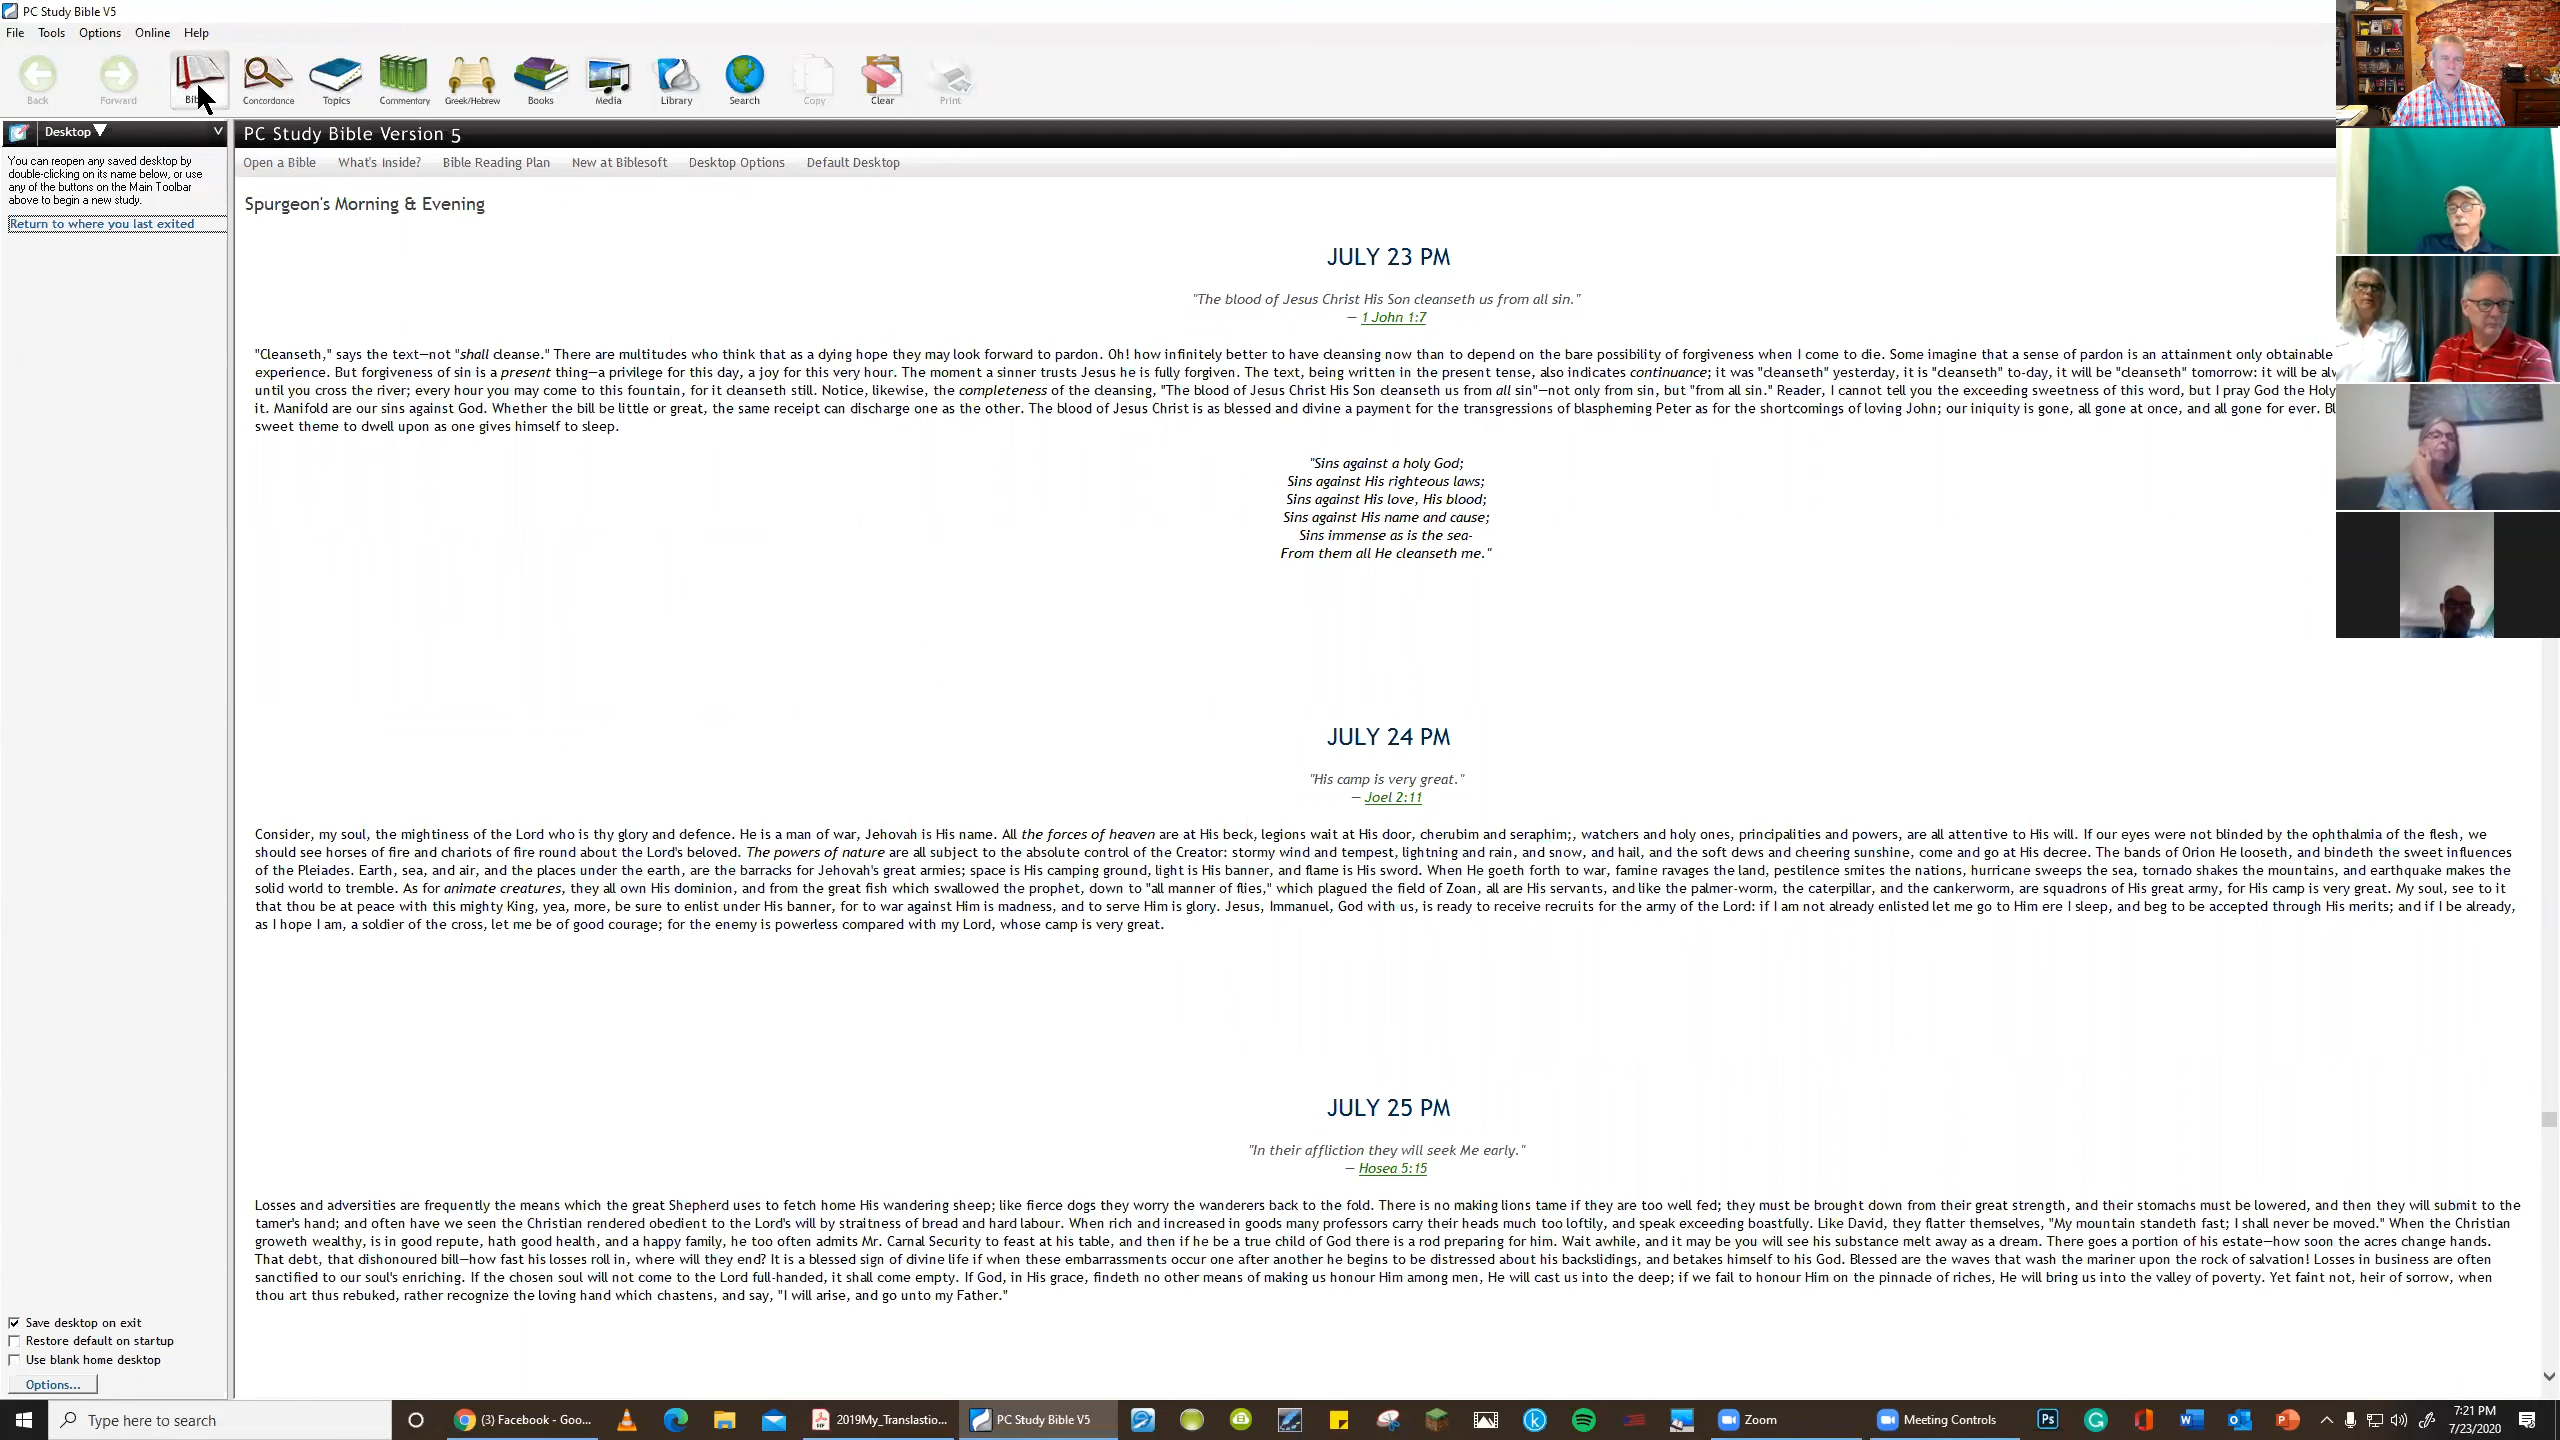 PC Study Bible V5
File Tools Options Online Help
Back Forward Concordance Topics Commentary Greek/Hebrew Books Media Library Search Copy Clear Print
Desktop
You can reopen any saved desktop by
double-clicking on its name below, or use
any of the buttons on the Main Toolbar
above to begin a new study.
Return to where you last exited
PC Study Bible Version 5
Open a Bible What's Inside? Bible Reading Plan New at Biblesoft Desktop Options Default Desktop
Spurgeon's Morning & Evening
JULY 23 PM
"The blood of Jesus Christ His Son cleanseth us from all sin."
— 1 John 1:7
"Cleanseth," says the text—not "shall cleanse." There are multitudes who think that as a dying hope they may look forward to pardon. Oh! how infinitely better to have cleansing now than to depend on the bare possibility of forgiveness when I come to die. Some imagine that a sense of pardon is an attainment only obtainable
experience. But forgiveness of sin is a present thing—a privilege for this day, a joy for this very hour. The moment a sinner trusts Jesus he is fully forgiven. The text, being written in the present tense, also indicates continuance; it was "cleanseth" yesterday, it is "cleanseth" to-day, it will be "cleanseth" tomorrow: it will be
until you cross the river; every hour you may come to this fountain, for it cleanseth still. Notice, likewise, the completeness of the cleansing, "The blood of Jesus Christ His Son cleanseth us from all sin"—not only from sin, but "from all sin." Reader, I cannot tell you the exceeding sweetness of this word, but I pray God the Holy
it. Manifold are our sins against God. Whether the bill be little or great, the same receipt can discharge one as the other. The blood of Jesus Christ is as blessed and divine a payment for the transgressions of blaspheming Peter as for the shortcomings of loving John; our iniquity is gone, all gone at once, and all gone for ever.
sweet theme to dwell upon as one gives himself to sleep.
"Sins against a holy God;
Sins against His righteous laws;
Sins against His love, His blood;
Sins against His name and cause;
Sins immense as is the sea-
From them all He cleanseth me."
JULY 24 PM
"His camp is very great."
— Joel 2:11
Consider, my soul, the mightiness of the Lord who is thy glory and defence. He is a man of war, Jehovah is His name. All the forces of heaven are at His beck, legions wait at His door, cherubim and seraphim;, watchers and holy ones, principalities and powers, are all attentive to His will. If our eyes were not blinded by the ophthalmia of the flesh, we
should see horses of fire and chariots of fire round about the Lord's beloved. The powers of nature are all subject to the absolute control of the Creator: stormy wind and tempest, lightning and rain, and snow, and hail, and the soft dews and cheering sunshine, come and go at His decree. The bands of Orion He looseth, and bindeth the sweet influences
of the Pleiades. Earth, sea, and air, and the places under the earth, are the barracks for Jehovah's great armies; space is His camping ground, light is His banner, and flame is His sword. When He goeth forth to war, famine ravages the land, pestilence smites the nations, hurricane sweeps the sea, tornado shakes the mountains, and earthquake makes the
solid world to tremble. As for animate creatures, they all own His dominion, and from the great fish which swallowed the prophet, down to "all manner of flies," which plagued the field of Zoan, all are His servants, and like the palmer-worm, the caterpillar, and the cankerworm, are squadrons of His great army, for His camp is very great. My soul, see to it
that thou be at peace with this mighty King, yea, more, be sure to enlist under His banner, for to war against Him is madness, and to serve Him is glory. Jesus, Immanuel, God with us, is ready to receive recruits for the army of the Lord: if I am not already enlisted let me go to Him ere I sleep, and beg to be accepted through His merits; and if I be already,
as I hope I am, a soldier of the cross, let me be of good courage; for the enemy is powerless compared with my Lord, whose camp is very great.
JULY 25 PM
"In their affliction they will seek Me early."
— Hosea 5:15
Losses and adversities are frequently the means which the great Shepherd uses to fetch home His wandering sheep; like fierce dogs they worry the wanderers back to the fold. There is no making lions tame if they are too well fed; they must be brought down from their great strength, and their stomachs must be lowered, and then they will submit to the
tamer's hand; and often have we seen the Christian rendered obedient to the Lord's will by straitness of bread and hard labour. When rich and increased in goods many professors carry their heads much too loftily, and speak exceeding boastfully. Like David, they flatter themselves, "My mountain standeth fast; I shall never be moved." When the Christian
groweth wealthy, is in good repute, hath good health, and a happy family, he too often admits Mr. Carnal Security to feast at his table, and then if he be a true child of God there is a rod preparing for him. Wait awhile, and it may be you will see his substance melt away as a dream. There goes a portion of his estate—how soon the acres change hands.
That debt, that dishonoured bill—how fast his losses roll in, where will they end? It is a blessed sign of divine life if when these embarrassments occur one after another he begins to be distressed about his backslidings, and betakes himself to his God. Blessed are the waves that wash the mariner upon the rock of salvation! Losses in business are often
sanctified to our soul's enriching. If the chosen soul will not come to the Lord full-handed, it shall come empty. If God, in His grace, findeth no other means of making us honour Him among men, He will cast us into the deep; if we fail to honour Him on the pinnacle of riches, He will bring us into the valley of poverty. Yet faint not, heir of sorrow, when
thou art thus rebuked, rather recognize the loving hand which chastens, and say, "I will arise, and go unto my Father."
Save desktop on exit
Restore default on startup
Use blank home desktop
Options...
Type here to search (3) Facebook - Goo... 2019My_Translastio... PC Study Bible V5 Zoom Meeting Controls Ps 7:21 PM
7/23/2020